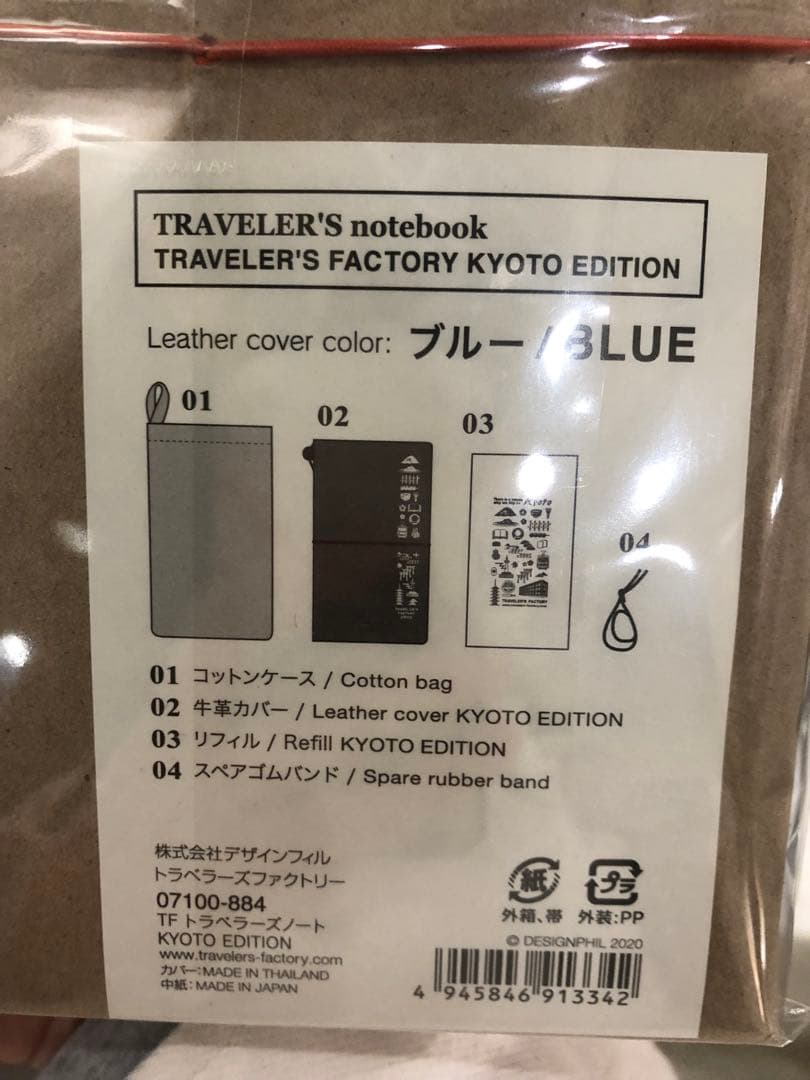 TRAVELER'S notebook
TRAVELER'S FACTORY KYOTO EDITION
Leather cover color: ブルー/BLUE
01
02
03
04
Kyoto
TRAVELER'S FACTORY
TRAVELER'S
FACTORY
01 コットンケース / Cotton bag
02 牛革カバー / Leather cover KYOTO EDITION
03 リフィル / Refill KYOTO EDITION
04 スペアゴムバンド / Spare rubber band
株式会社デザインフィル
トラベラーズファクトリー
07100-884
TF トラベラーズノート
KYOTO EDITION
www.travelers-factory.com
カバー:MADE IN THAILAND
中紙:MADE IN JAPAN
紙 プラ
外箱、帯 外装:PP
© DESIGNPHIL 2020
4 945846 913342